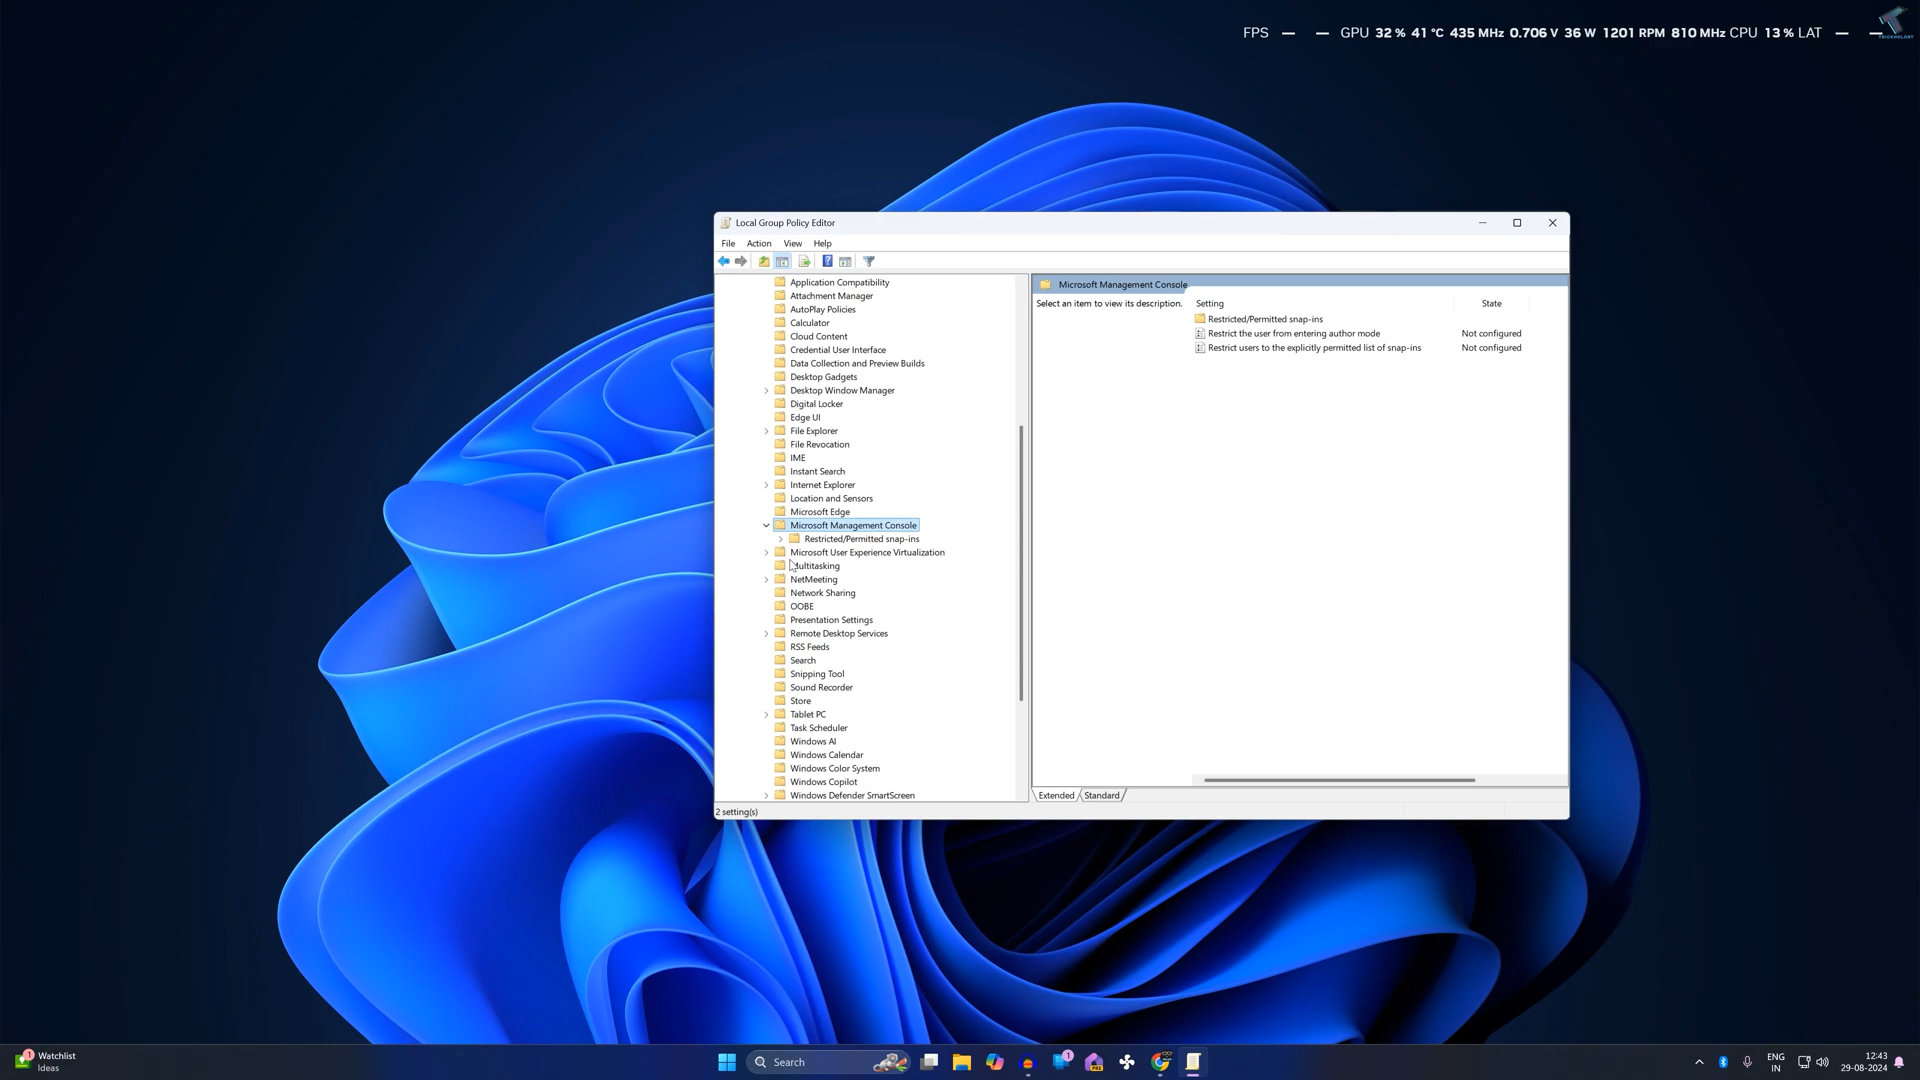 FPS — — GPU 32 % 41 °C 435 MHz 0.706 V 36 W 1201 RPM 810 MHz CPU 13 % LAT — —
Local Group Policy Editor
File Action View Help
Application Compatibility
Attachment Manager
AutoPlay Policies
Calculator
Cloud Content
Credential User Interface
Data Collection and Preview Builds
Desktop Gadgets
Desktop Window Manager
Digital Locker
Edge UI
File Explorer
File Revocation
IME
Instant Search
Internet Explorer
Location and Sensors
Microsoft Edge
Microsoft Management Console
Restricted/Permitted snap-ins
Microsoft User Experience Virtualization
Multitasking
NetMeeting
Network Sharing
OOBE
Presentation Settings
Remote Desktop Services
RSS Feeds
Search
Snipping Tool
Sound Recorder
Store
Tablet PC
Task Scheduler
Windows AI
Windows Calendar
Windows Color System
Windows Copilot
Windows Defender SmartScreen
Microsoft Management Console
Select an item to view its description.
Setting State
Restricted/Permitted snap-ins
Restrict the user from entering author mode Not configured
Restrict users to the explicitly permitted list of snap-ins Not configured
Extended Standard
2 setting(s)
1 Watchlist
Ideas
Search
1
PRE
ENG
IN
12:43
29-08-2024